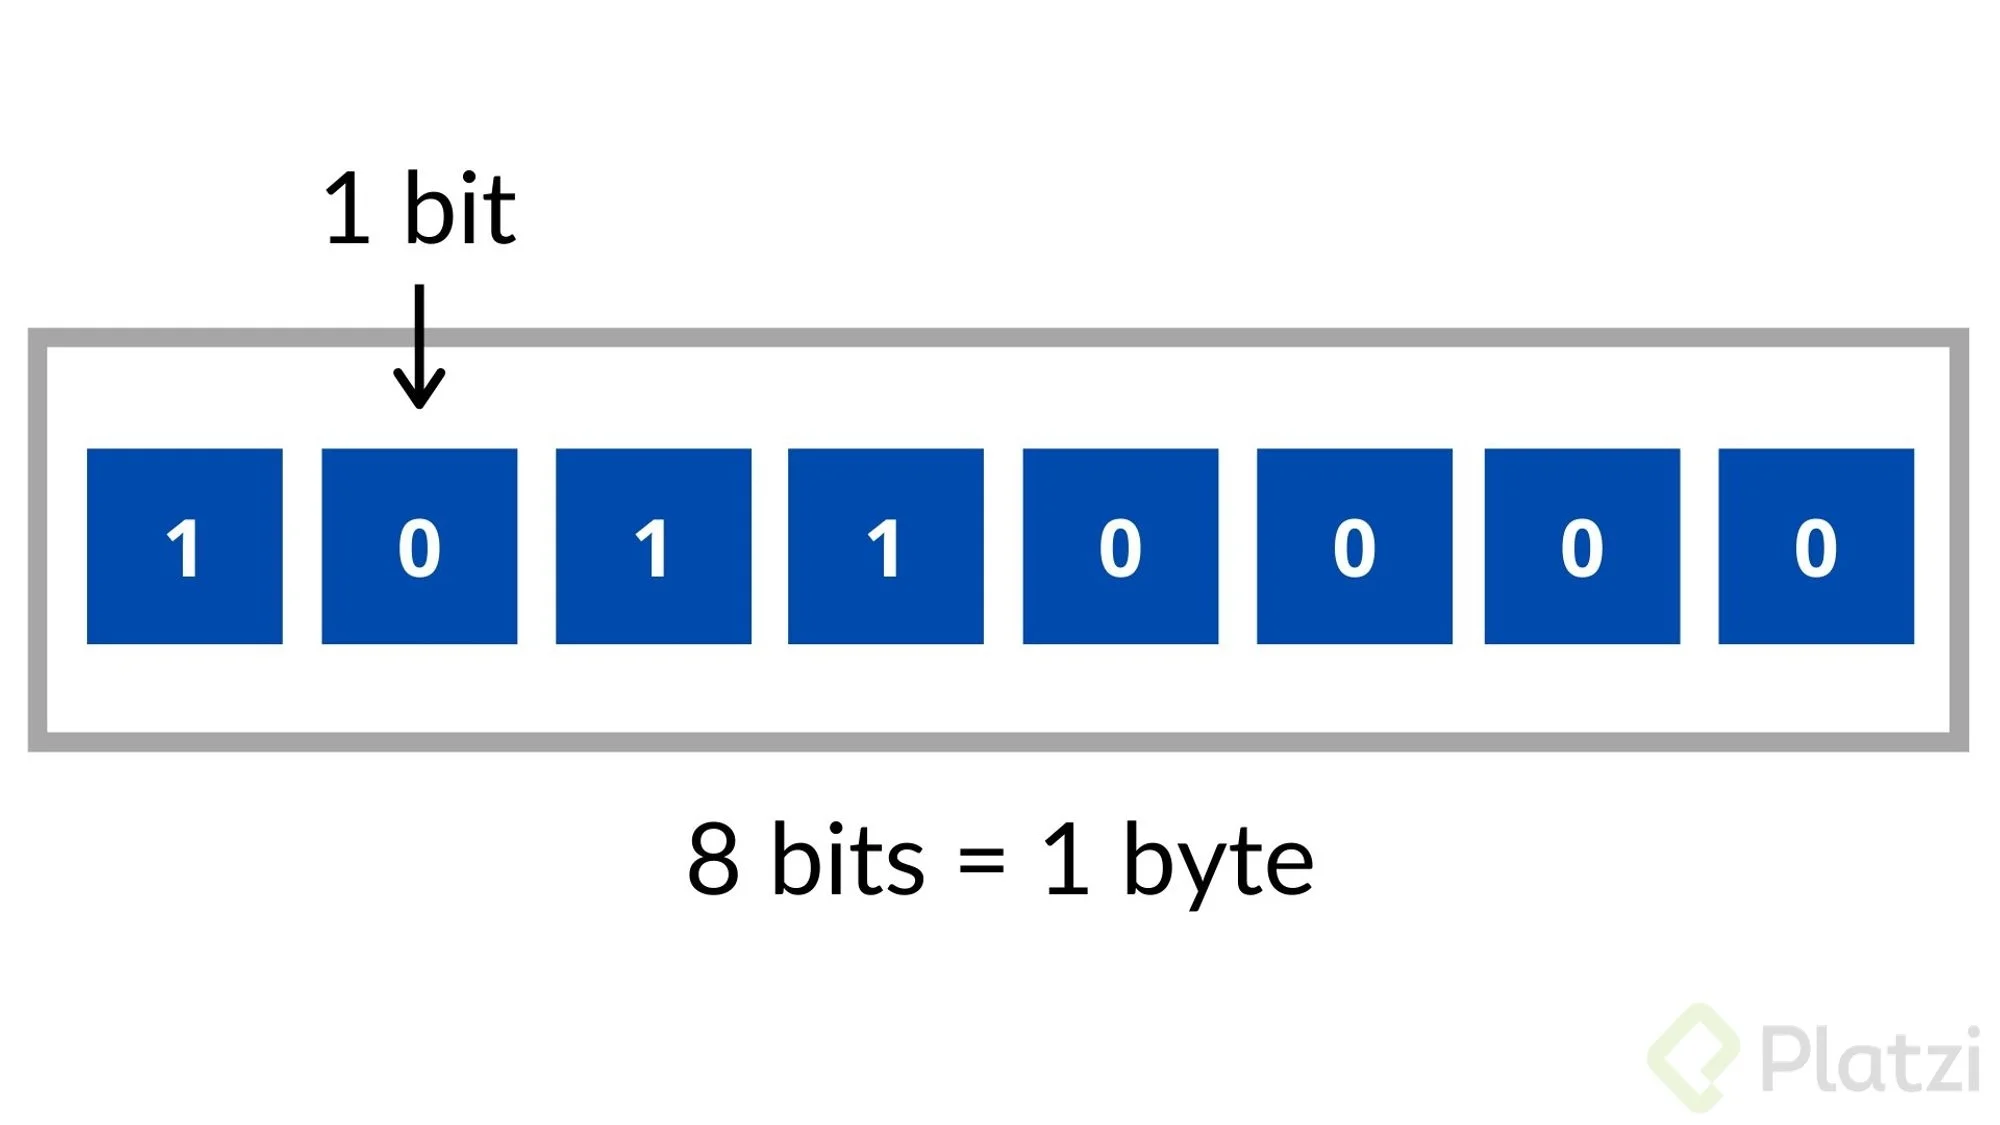 1 bit
1 0 1 1 0 0 0 0
8 bits = 1 byte
Platzi